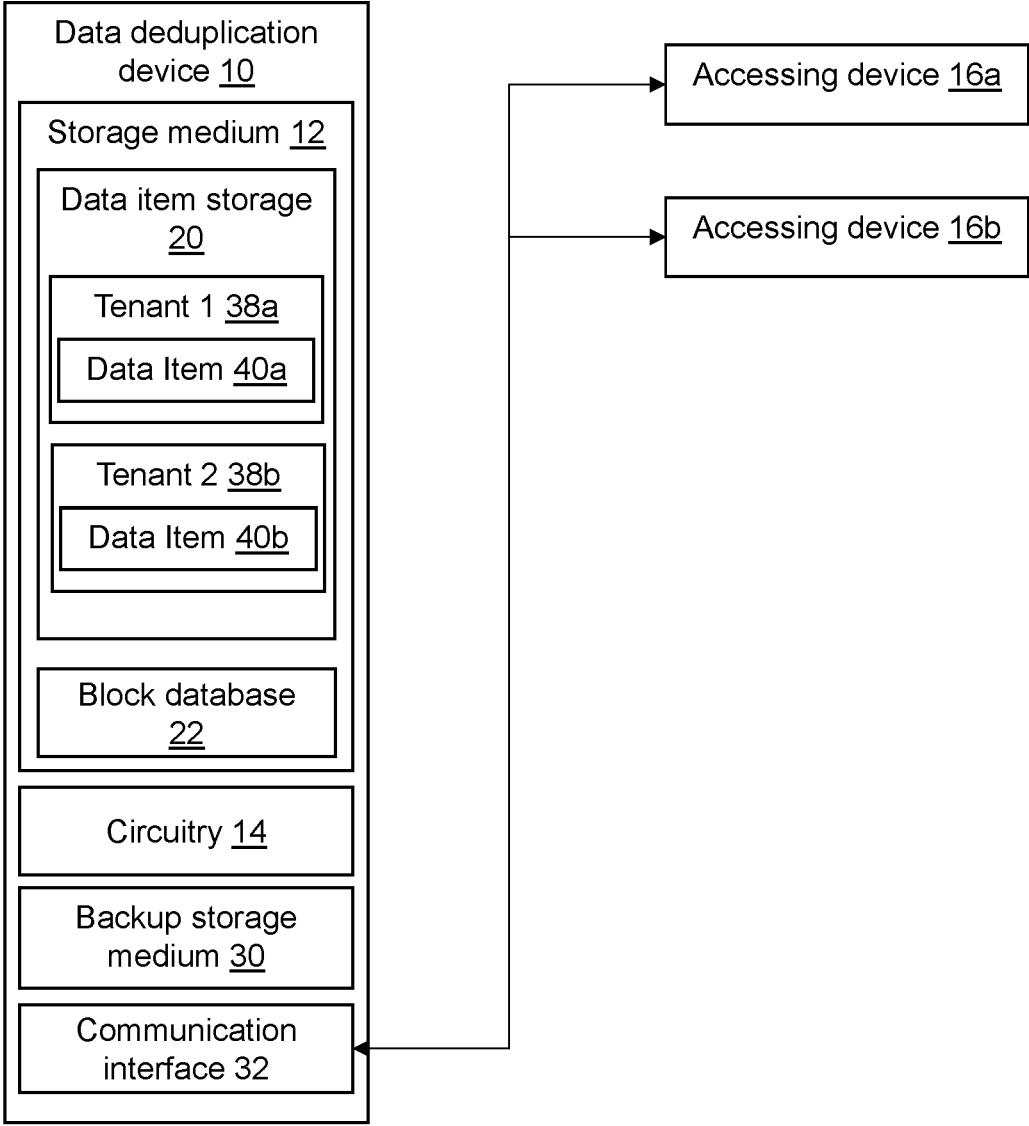 Data deduplication
device 10
Storage medium 12
Data item storage
20
Tenant 1 38a
Data Item 40a
Tenant 2 38b
Data Item 40b
Block database
22
Circuitry 14
Backup storage
medium 30
Communication
interface 32
Accessing device 16a
Accessing device 16b